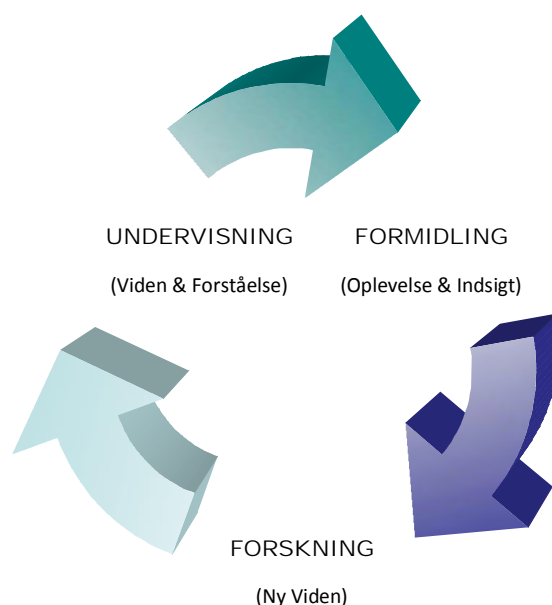 UNDERVISNING FORMIDLING
(Viden & Forståelse) (Oplevelse & Indsigt)
FORSKNING
(Ny Viden)